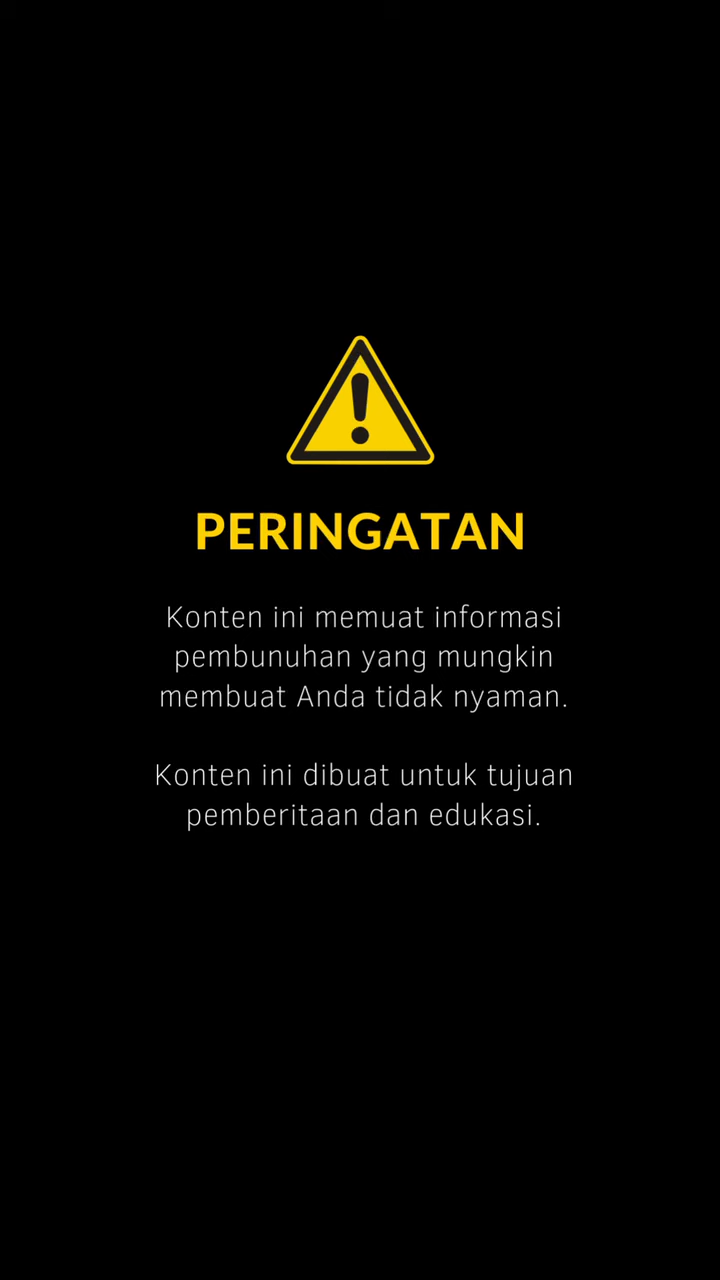 PERINGATAN
Konten ini memuat informasi
pembunuhan yang mungkin
membuat Anda tidak nyaman.
Konten ini dibuat untuk tujuan
pemberitaan dan edukasi.